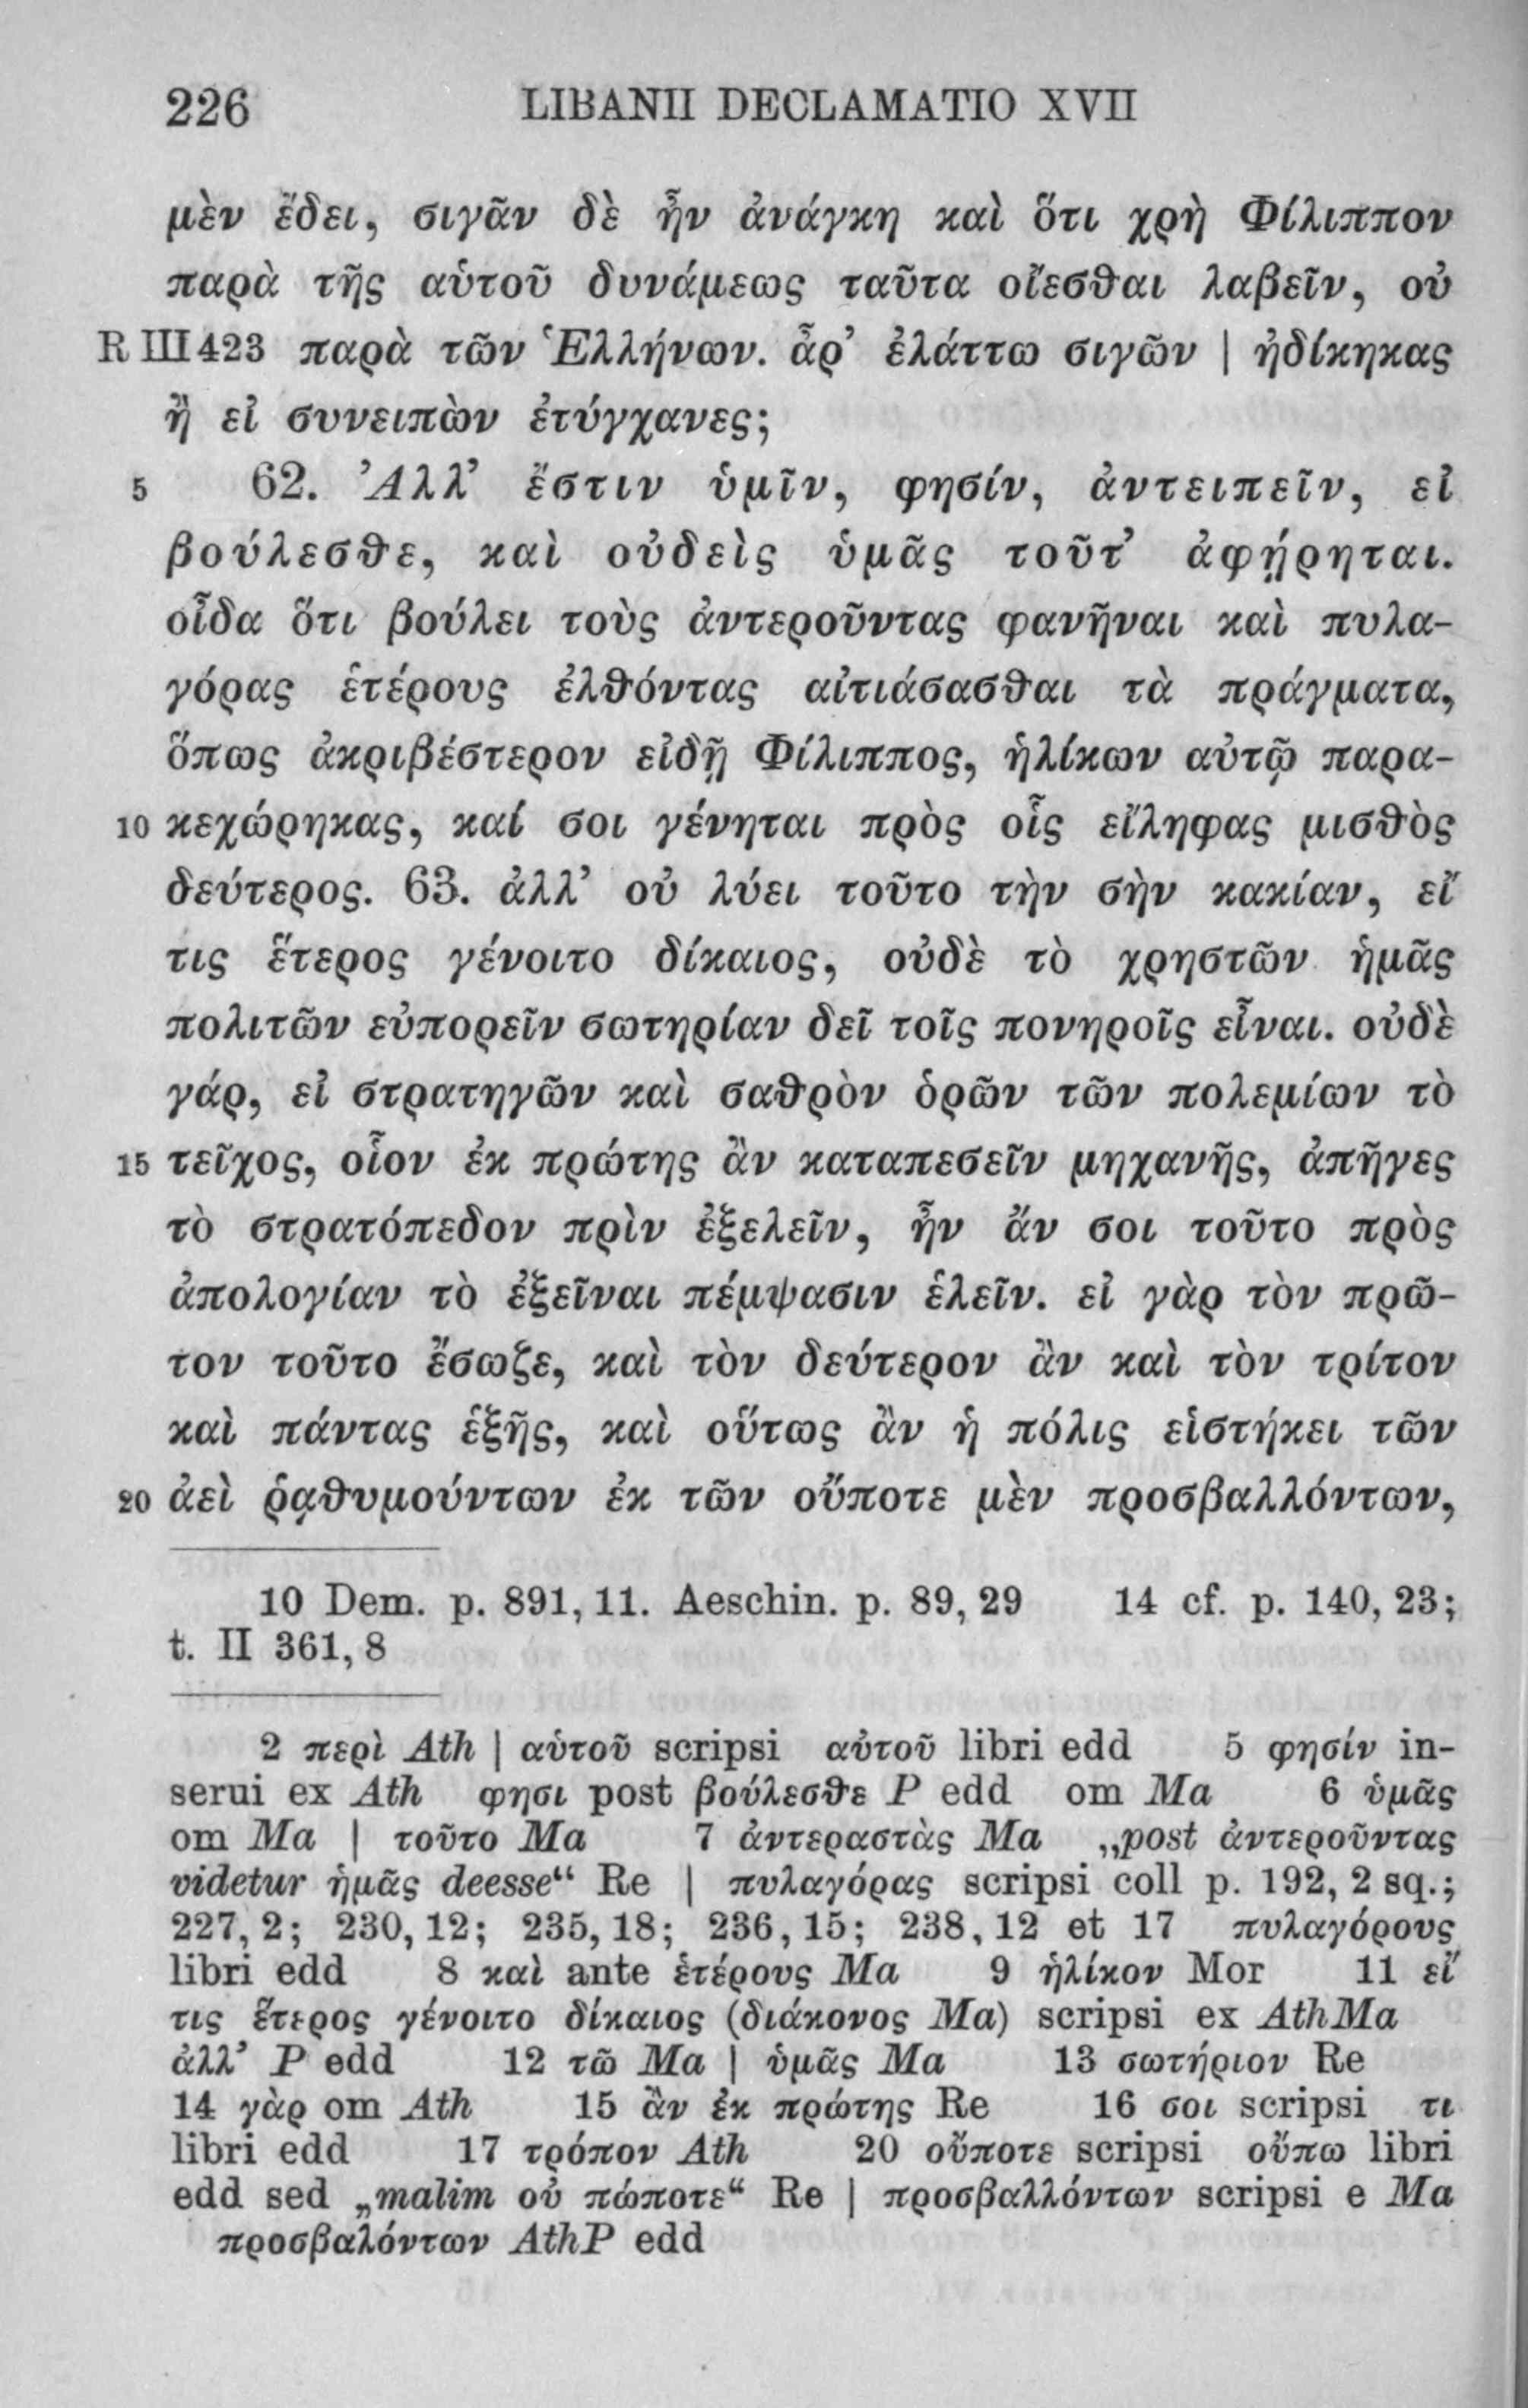 226 LIBANII DECLAMATIO XVII
μὲν ἔδει, σιγᾶν δὲ ἦν ἀνάγκη καὶ ὅτι χρὴ Φίλιππον
παρὰ τῆς αὑτοῦ δυνάμεως ταῦτα οἴεσθαι λαβεῖν, οὐ
R III 423 παρὰ τῶν Ἑλλήνων. ἆρ' ἐλάττω σιγῶν | ἠδίκηκας
ἢ εἰ συνειπὼν ἐτύγχανες;
5 62. Ἀλλ' ἔστιν ὑμῖν, φησίν, ἀντειπεῖν, εἰ
βούλεσθε, καὶ οὐδεὶς ὑμᾶς τοῦτ' ἀφῄρηται.
οἶδα ὅτι βούλει τοὺς ἀντεροῦντας φανῆναι καὶ πυλα-
γόρας ἑτέρους ἐλθόντας αἰτιάσασθαι τὰ πράγματα,
ὅπως ἀκριβέστερον εἰδῇ Φίλιππος, ἡλίκων αὐτῷ παρα-
10 κεχώρηκας, καί σοι γένηται πρὸς οἷς εἴληφας μισθὸς
δεύτερος. 63. ἀλλ' οὐ λύει τοῦτο τὴν σὴν κακίαν, εἴ
τις ἕτερος γένοιτο δίκαιος, οὐδὲ τὸ χρηστῶν ἡμᾶς
πολιτῶν εὐπορεῖν σωτηρίαν δεῖ τοῖς πονηροῖς εἶναι. οὐδὲ
γάρ, εἰ στρατηγῶν καὶ σαθρὸν ὁρῶν τῶν πολεμίων τὸ
15 τεῖχος, οἷον ἐκ πρώτης ἂν καταπεσεῖν μηχανῆς, ἀπῆγες
τὸ στρατόπεδον πρὶν ἐξελεῖν, ἦν ἄν σοι τοῦτο πρὸς
ἀπολογίαν τὸ ἐξεῖναι πέμψασιν ἑλεῖν. εἰ γὰρ τὸν πρῶ-
τον τοῦτο ἔσωζε, καὶ τὸν δεύτερον ἂν καὶ τὸν τρίτον
καὶ πάντας ἑξῆς, καὶ οὕτως ἂν ἡ πόλις εἱστήκει τῶν
20 ἀεὶ ῥᾳθυμούντων ἐκ τῶν οὔποτε μὲν προσβαλλόντων,
10 Dem. p. 891, 11. Aeschin. p. 89, 29 14 cf. p. 140, 23;
t. II 361, 8
2 περὶ Ath | αὑτοῦ scripsi αὐτοῦ libri edd 5 φησίν in-
serui ex Ath φησι post βούλεσθε P edd om Ma 6 ὑμᾶς
om Ma | τοῦτο Ma 7 ἀντεραστὰς Ma „post ἀντεροῦντας
videtur ἡμᾶς deesse“ Re | πυλαγόρας scripsi coll p. 192, 2 sq.;
227, 2; 230, 12; 235, 18; 236, 15; 238, 12 et 17 πυλαγόρους
libri edd 8 καὶ ante ἑτέρους Ma 9 ἡλίκον Mor 11 εἴ
τις ἕτερος γένοιτο δίκαιος (διάκονος Ma) scripsi ex AthMa
ἀλλ' P edd 12 τῶ Ma | ὑμᾶς Ma 13 σωτήριον Re
14 γὰρ om Ath 15 ἂν ἐκ πρώτης Re 16 σοι scripsi τι
libri edd 17 τρόπον Ath 20 οὔποτε scripsi οὔπω libri
edd sed „malim οὐ πώποτε“ Re | προσβαλλόντων scripsi e Ma
προσβαλόντων AthP edd